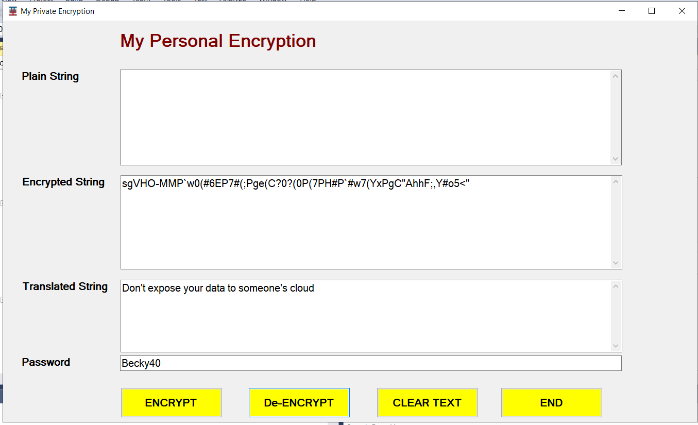 My Private Encryption
My Personal Encryption
Plain String
Encrypted String
sgVHO-MMP`w0(#6EP7#(;Pge(C?0?(0P(7PH#P`#w7(YxPgC"AhhF;,Y#o5<"
Translated String
Don't expose your data to someone's cloud
Password
Becky40
ENCRYPT
De-ENCRYPT
CLEAR TEXT
END